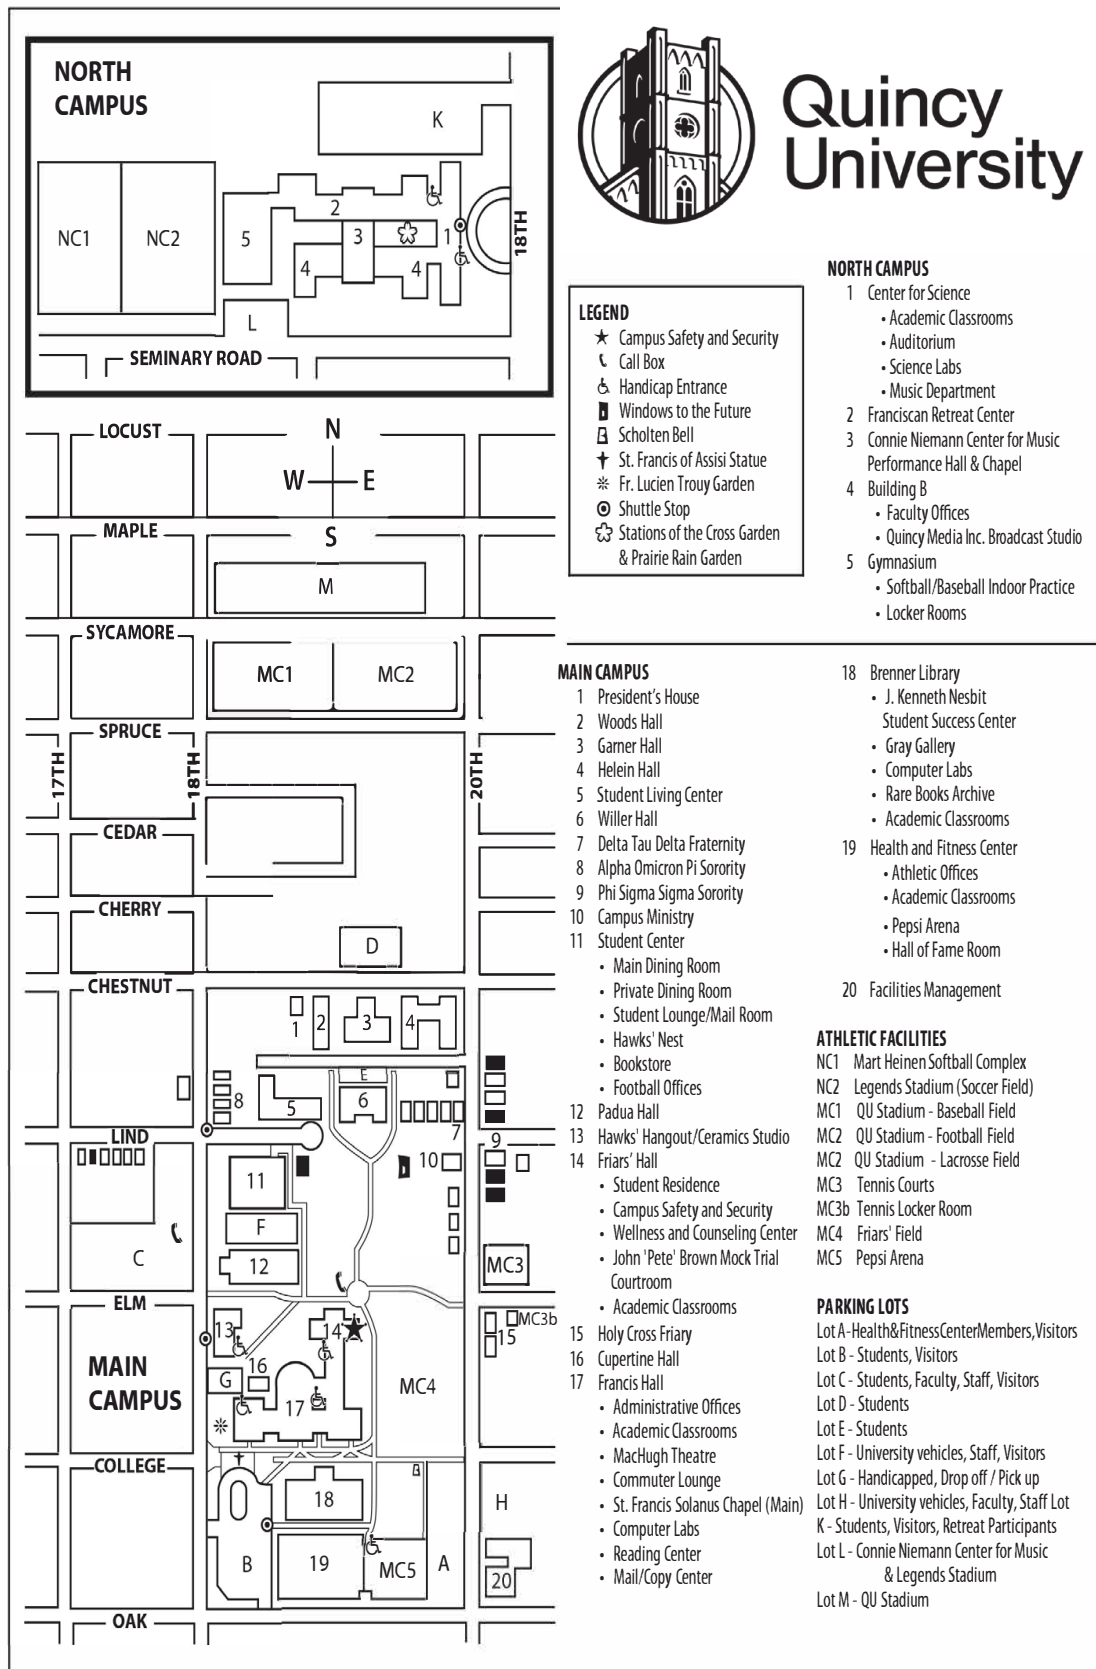 NORTH
CAMPUS
K
NC1
NC2
5
2
3
1
4
4
L
18TH
SEMINARY ROAD
LOCUST
N
W
E
S
MAPLE
M
SYCAMORE
MC1
MC2
SPRUCE
17TH
18TH
20TH
CEDAR
CHERRY
D
CHESTNUT
1
2
3
4
E
8
5
6
7
LIND
9
11
10
F
C
12
MC3
ELM
13
14
MC3b
15
MAIN
CAMPUS
16
G
17
MC4
COLLEGE
18
H
B
19
MC5
A
20
OAK
Quincy
University
LEGEND
Campus Safety and Security
Call Box
Handicap Entrance
Windows to the Future
Scholten Bell
St. Francis of Assisi Statue
Fr. Lucien Trouy Garden
Shuttle Stop
Stations of the Cross Garden
& Prairie Rain Garden
NORTH CAMPUS
1 Center for Science
• Academic Classrooms
• Auditorium
• Science Labs
• Music Department
2 Franciscan Retreat Center
3 Connie Niemann Center for Music
Performance Hall & Chapel
4 Building B
• Faculty Offices
• Quincy Media Inc. Broadcast Studio
5 Gymnasium
• Softball/Baseball Indoor Practice
• Locker Rooms
MAIN CAMPUS
1 President's House
2 Woods Hall
3 Garner Hall
4 Helein Hall
5 Student Living Center
6 Willer Hall
7 Delta Tau Delta Fraternity
8 Alpha Omicron Pi Sorority
9 Phi Sigma Sigma Sorority
10 Campus Ministry
11 Student Center
• Main Dining Room
• Private Dining Room
• Student Lounge/Mail Room
• Hawks' Nest
• Bookstore
• Football Offices
12 Padua Hall
13 Hawks' Hangout/Ceramics Studio
14 Friars' Hall
• Student Residence
• Campus Safety and Security
• Wellness and Counseling Center
• John 'Pete' Brown Mock Trial
Courtroom
• Academic Classrooms
15 Holy Cross Friary
16 Cupertine Hall
17 Francis Hall
• Administrative Offices
• Academic Classrooms
• MacHugh Theatre
• Commuter Lounge
• St. Francis Solanus Chapel (Main)
• Computer Labs
• Reading Center
• Mail/Copy Center
18 Brenner Library
• J. Kenneth Nesbit
Student Success Center
• Gray Gallery
• Computer Labs
• Rare Books Archive
• Academic Classrooms
19 Health and Fitness Center
• Athletic Offices
• Academic Classrooms
• Pepsi Arena
• Hall of Fame Room
20 Facilities Management
ATHLETIC FACILITIES
NC1 Mart Heinen Softball Complex
NC2 Legends Stadium (Soccer Field)
MC1 QU Stadium - Baseball Field
MC2 QU Stadium - Football Field
MC2 QU Stadium - Lacrosse Field
MC3 Tennis Courts
MC3b Tennis Locker Room
MC4 Friars' Field
MC5 Pepsi Arena
PARKING LOTS
Lot A-Health&FitnessCenterMembers,Visitors
Lot B - Students, Visitors
Lot C - Students, Faculty, Staff, Visitors
Lot D - Students
Lot E - Students
Lot F - University vehicles, Staff, Visitors
Lot G - Handicapped, Drop off / Pick up
Lot H - University vehicles, Faculty, Staff Lot
K - Students, Visitors, Retreat Participants
Lot L - Connie Niemann Center for Music
& Legends Stadium
Lot M - QU Stadium